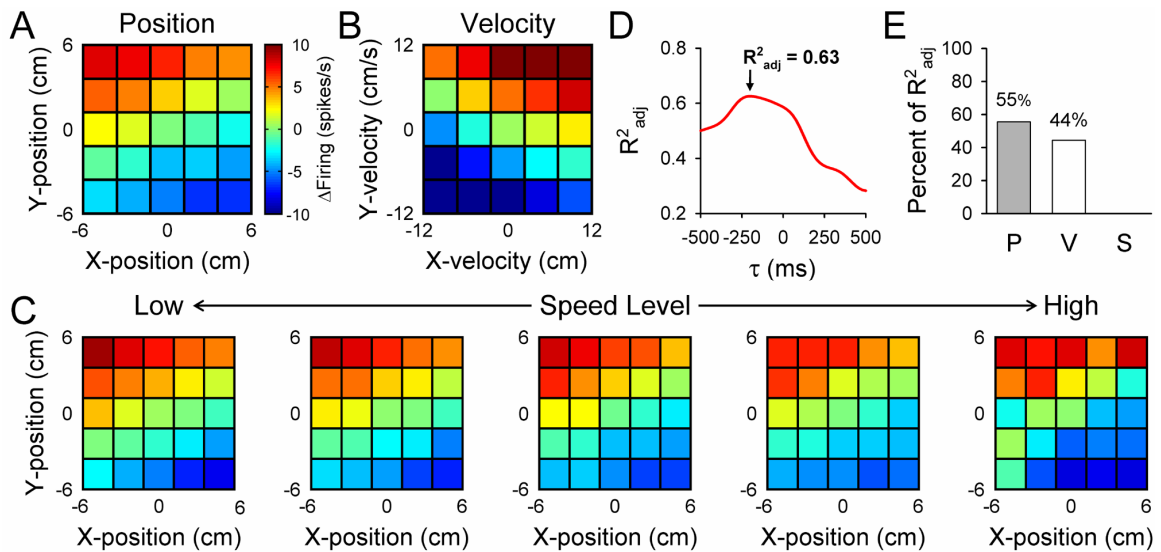 A
Position
6
0
-6
Y-position (cm)
-6
0
6
X-position (cm)
10
5
0
-5
-10
ΔFiring (spikes/s)
B
Velocity
12
0
-12
Y-velocity (cm/s)
-12
0
12
X-velocity (cm)
D
0.8
0.6
0.4
0.2
R²adj
R²adj = 0.63
-500
-250
0
250
500
τ (ms)
E
100
80
60
40
20
0
Percent of R²adj
55%
44%
P
V
S
C
Low
Speed Level
High
6
0
-6
Y-position (cm)
-6
0
6
X-position (cm)
6
0
-6
-6
0
6
X-position (cm)
6
0
-6
-6
0
6
X-position (cm)
6
0
-6
-6
0
6
X-position (cm)
6
0
-6
-6
0
6
X-position (cm)